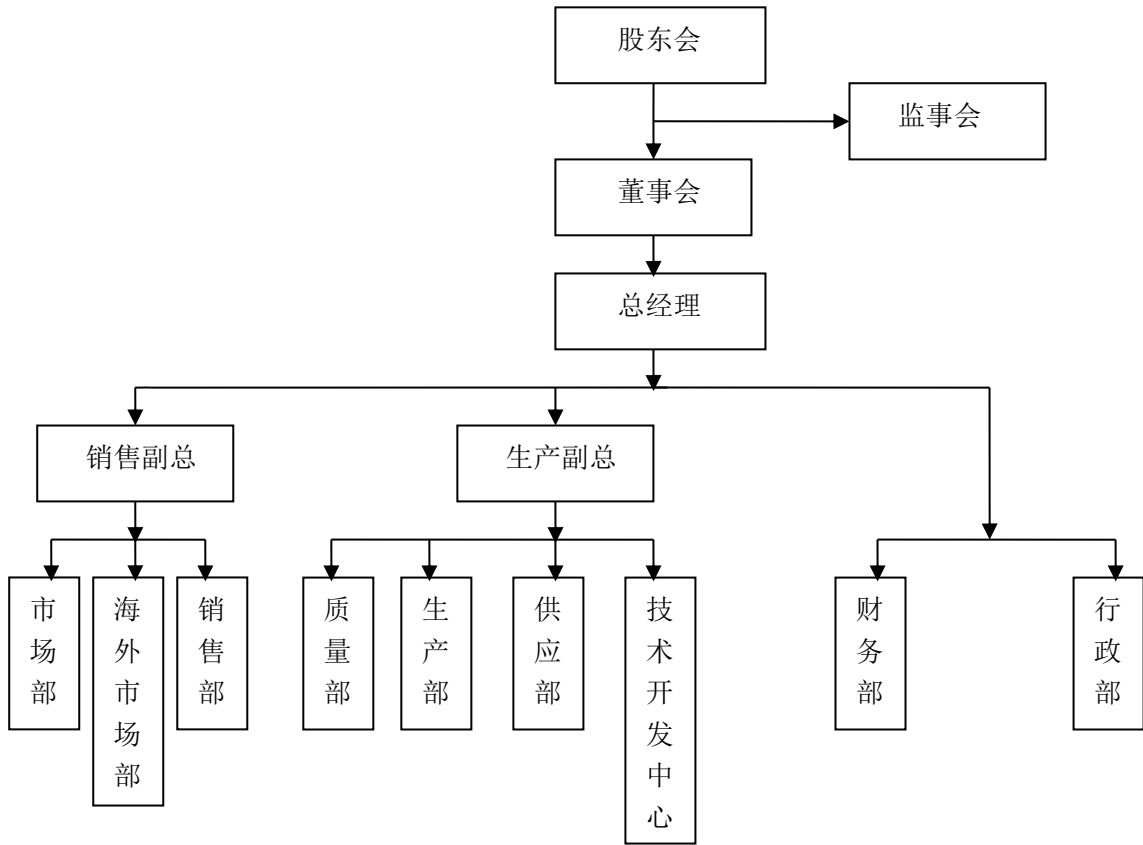 股东会
监事会
董事会
总经理
销售副总
生产副总
市场部
海外市场部
销售部
质量部
生产部
供应部
技术开发中心
财务部
行政部